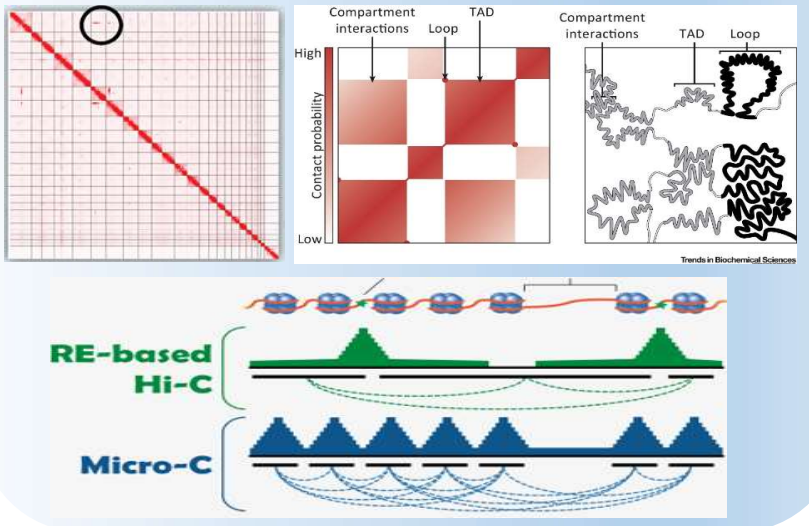 Compartment
interactions
Loop
TAD
High
Contact probability
Low
Compartment
interactions
TAD
Loop
Trends in Biochemical Sciences
RE-based
Hi-C
Micro-C